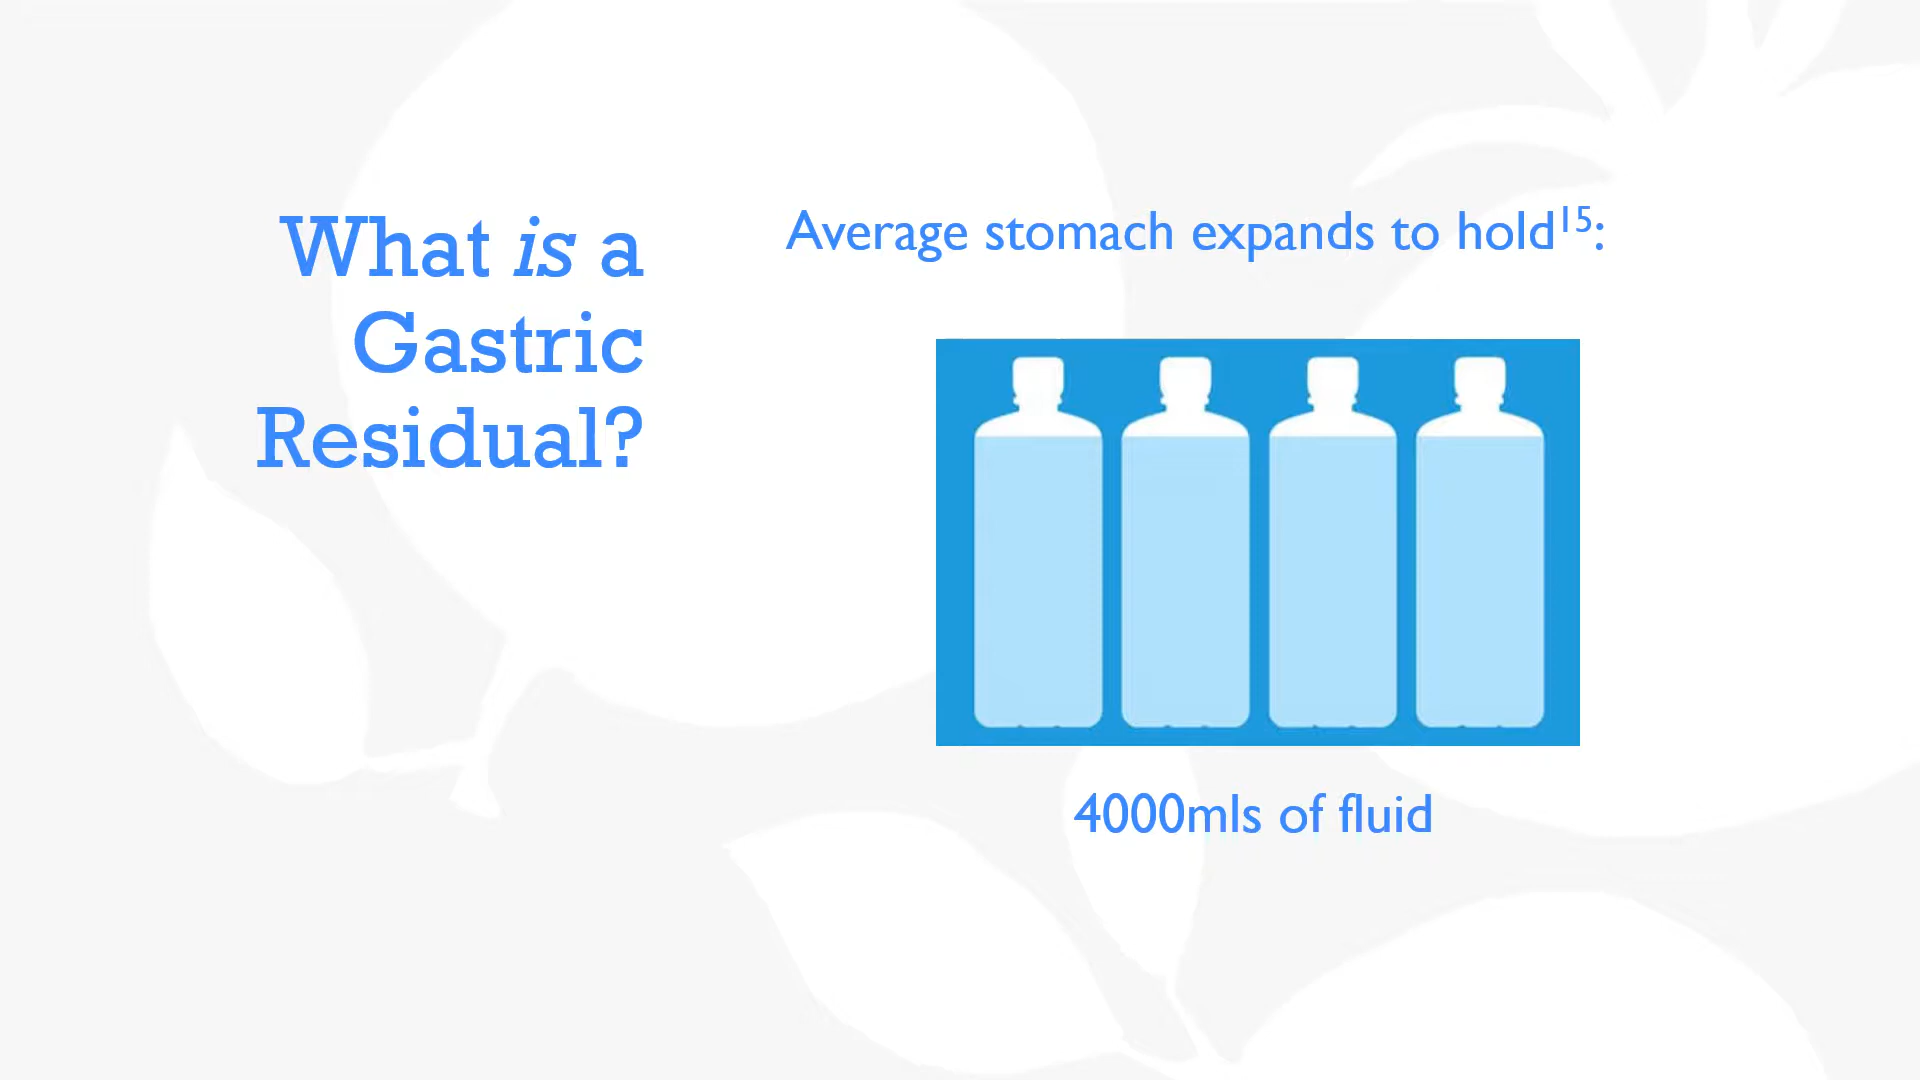 What is a
Gastric
Residual?
Average stomach expands to hold¹⁵:
4000mls of fluid